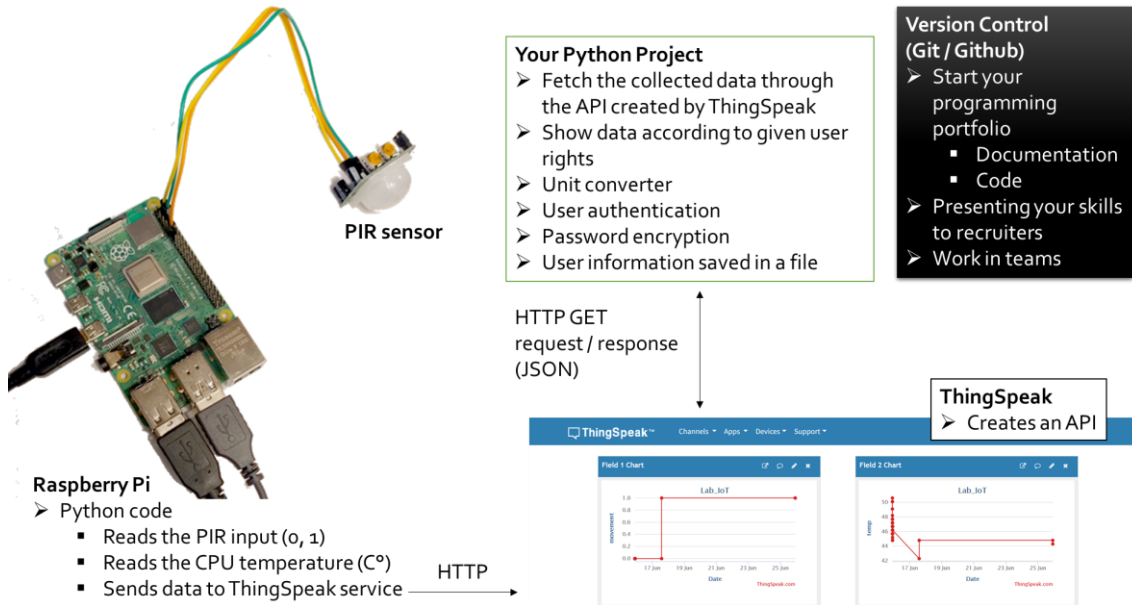 PIR sensor
Raspberry Pi
➢ Python code
▪ Reads the PIR input (0, 1)
▪ Reads the CPU temperature (C°)
▪ Sends data to ThingSpeak service
HTTP
Your Python Project
➢ Fetch the collected data through
the API created by ThingSpeak
➢ Show data according to given user
rights
➢ Unit converter
➢ User authentication
➢ Password encryption
➢ User information saved in a file
HTTP GET
request / response
(JSON)
Version Control
(Git / Github)
➢ Start your
programming
portfolio
▪ Documentation
▪ Code
➢ Presenting your skills
to recruiters
➢ Work in teams
ThingSpeak
➢ Creates an API
ThingSpeak™ Channels Apps Devices Support
Field 1 Chart
Lab_IoT
movement
1.0
0.8
0.6
0.4
0.2
0.0
17 Jun 19 Jun 21 Jun 23 Jun 25 Jun
Date
ThingSpeak.com
Field 2 Chart
Lab_IoT
temp
50
48
46
44
42
17 Jun 19 Jun 21 Jun 23 Jun 25 Jun
Date
ThingSpeak.com
HDMI
CE